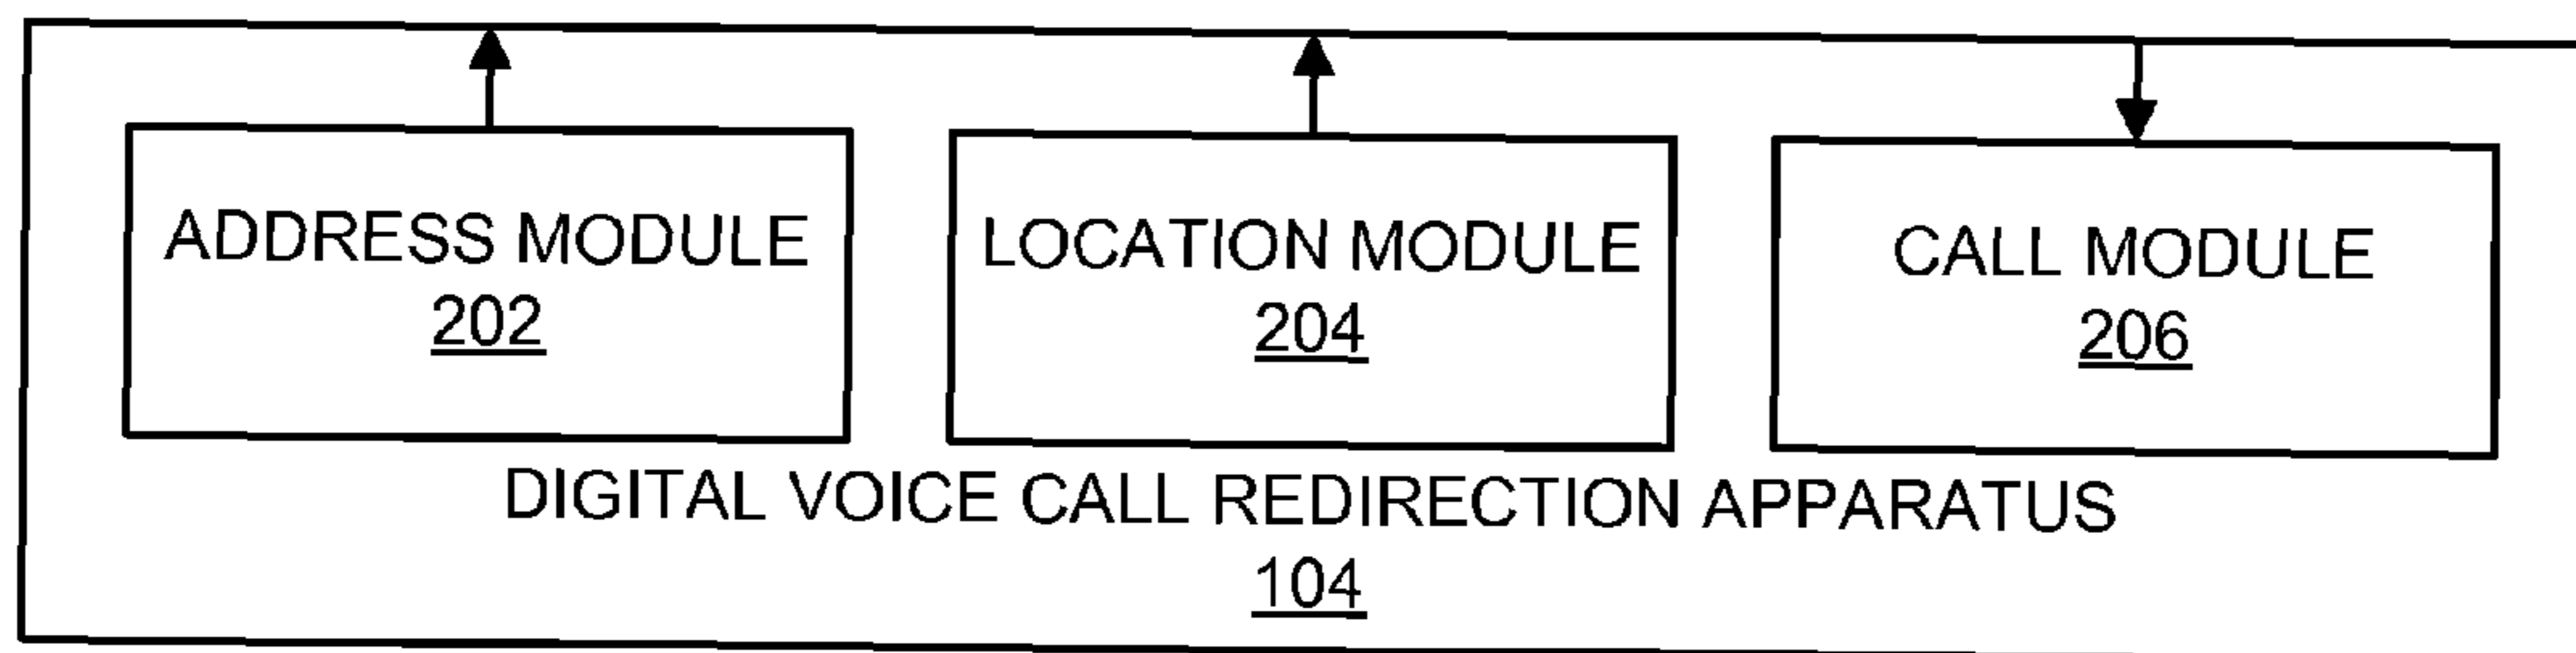 ADDRESS MODULE
202
LOCATION MODULE
204
CALL MODULE
206
DIGITAL VOICE CALL REDIRECTION APPARATUS
104